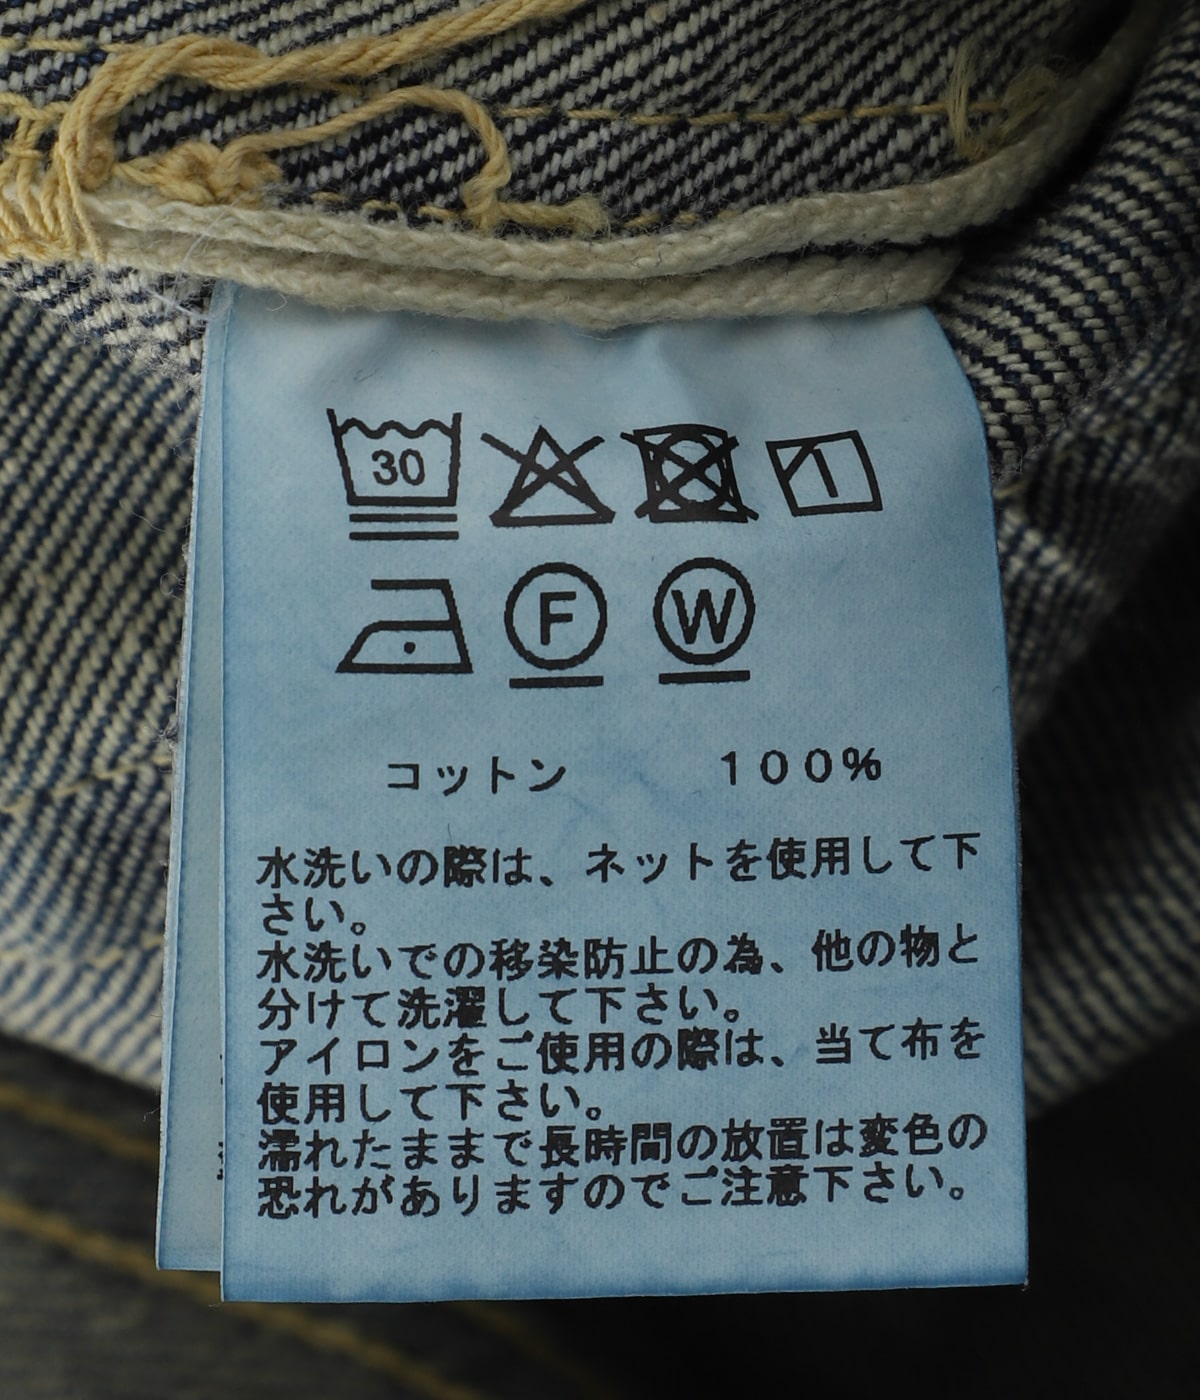 30
F
W
コットン 100%
水洗いの際は、ネットを使用して下
さい。
水洗いでの移染防止の為、他の物と
分けて洗濯して下さい。
アイロンをご使用の際は、当て布を
使用して下さい。
濡れたままで長時間の放置は変色の
恐れがありますのでご注意下さい。